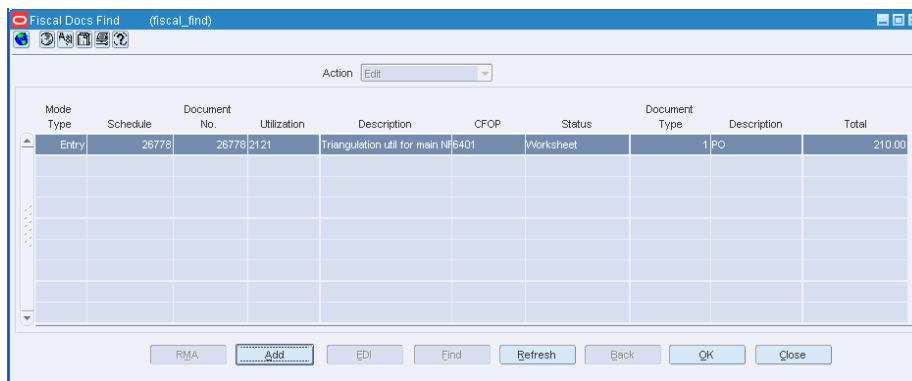 Fiscal Docs Find (fiscal_find)
Action Edit
Mode Document Document
Type Schedule No. Utilization Description CFOP Status Type Description Total
Entry 26778 26778 2121 Triangulation util for main NF 6401 Worksheet 1 PO 210.00
RMA Add EDI Find Refresh Back OK Close